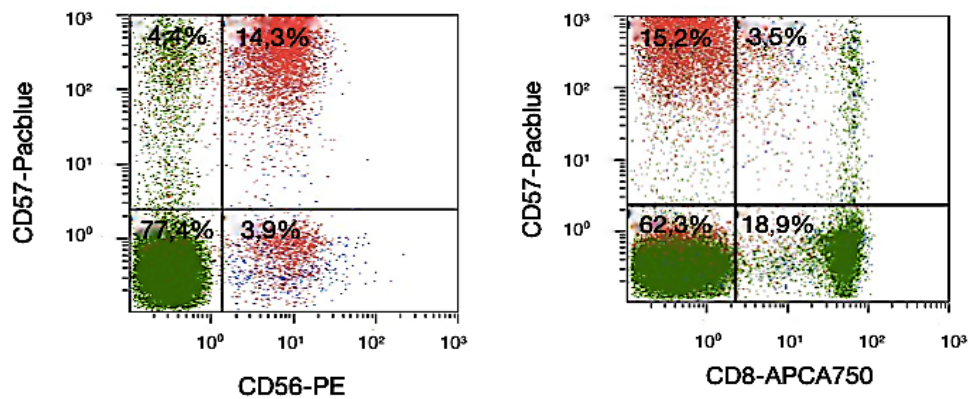 10³
4,4% 14,3%
10²
10¹
10⁰
77,4% 3,9%
10⁰ 10¹ 10² 10³
CD57-Pacblue
CD56-PE
10³
15,2% 3,5%
10²
10¹
10⁰
62,3% 18,9%
10⁰ 10¹ 10² 10³
CD57-Pacblue
CD8-APCA750